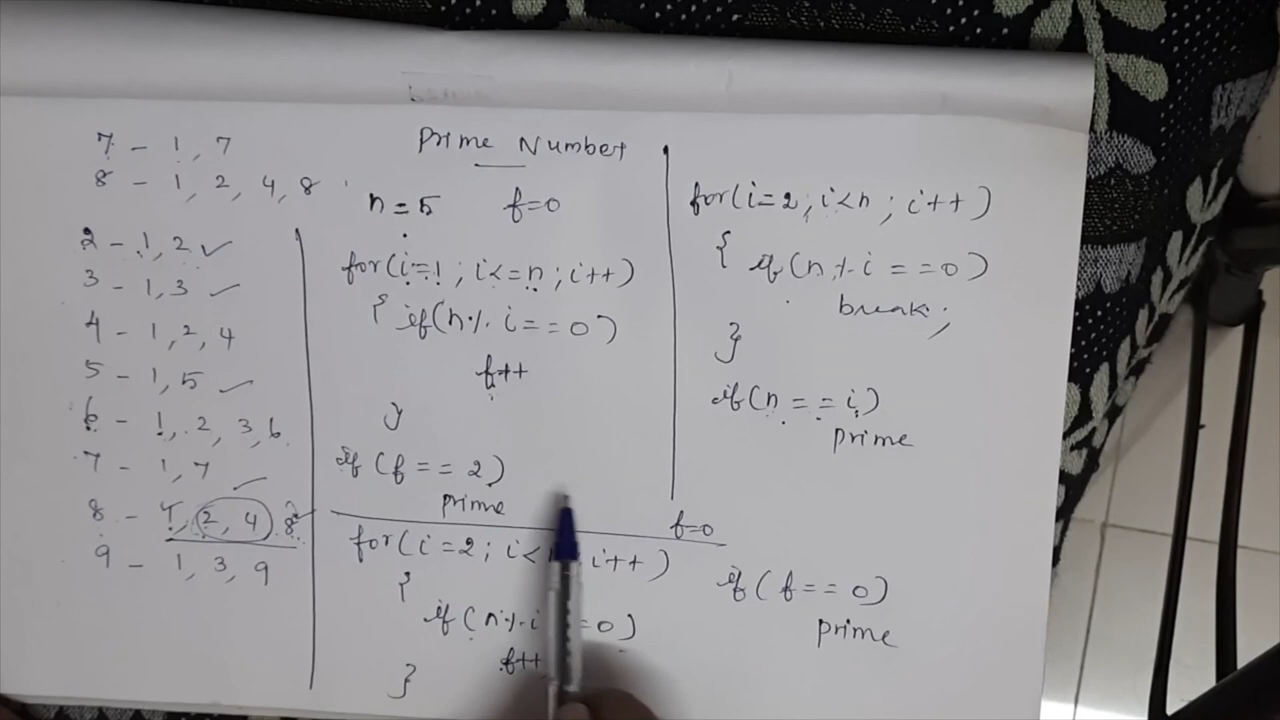 Prime Number
7 - 1, 7
8 - 1, 2, 4, 8
2 - 1, 2 ✓
3 - 1, 3 ✓
4 - 1, 2, 4
5 - 1, 5 ✓
6 - 1, 2, 3, 6
7 - 1, 7 ✓
8 - 1, 2, 4, 8
9 - 1, 3, 9
n = 5 f=0
for(i=1; i<=n; i++)
{ if(n % i == 0)
f++
}
if (f == 2)
prime
for(i=2; i<n; i++)
{ if(n % i == 0)
break;
}
if(n == i)
prime
f=0
for(i=2; i< i++)
{
if(n % i =0)
f++
}
if (f == 0)
prime